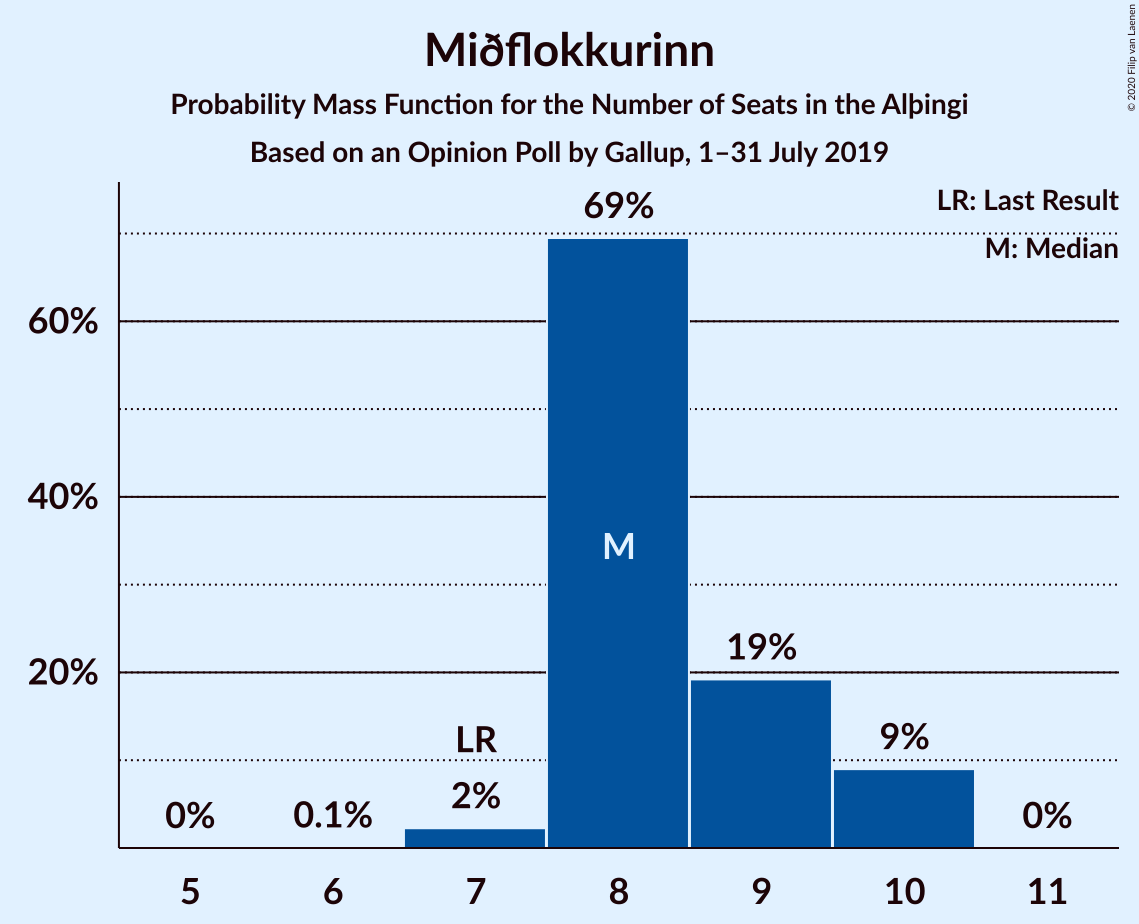 Miðflokkurinn
Probability Mass Function for the Number of Seats in the Alþingi
Based on an Opinion Poll by Gallup, 1–31 July 2019
© 2020 Filip van Laenen
LR: Last Result
M: Median
69%
60%
40%
M
19%
20%
LR
9%
2%
0%
0.1%
0%
5 6 7 8 9 10 11